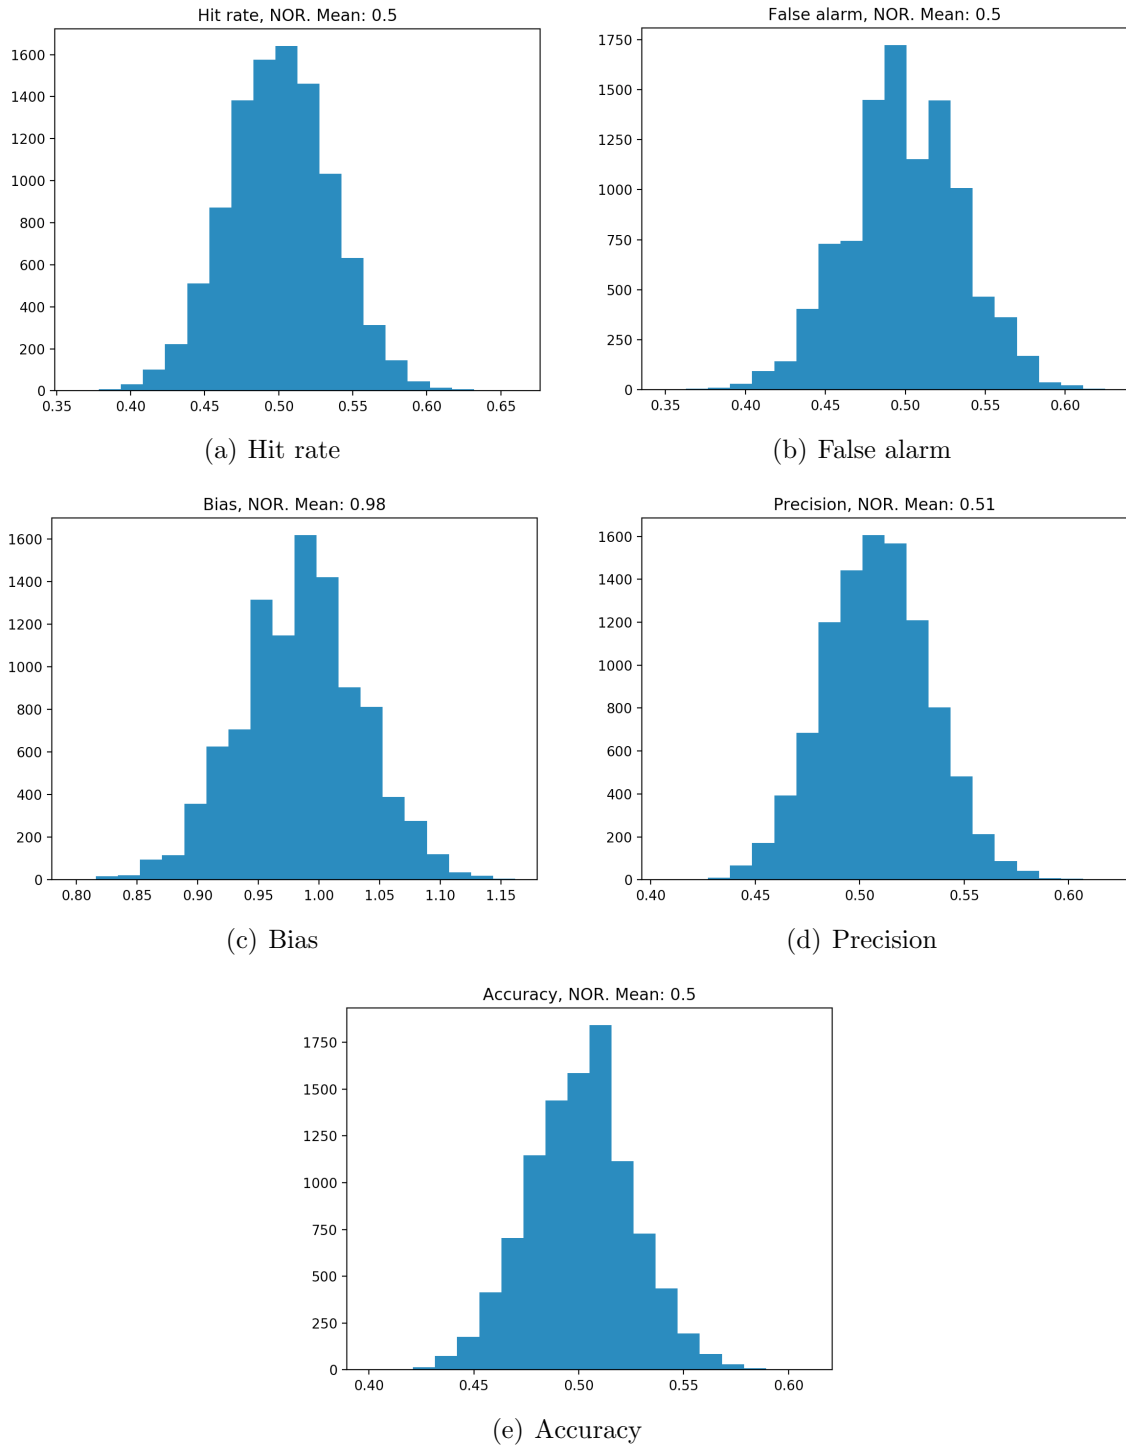 Hit rate, NOR. Mean: 0.5
1600
1400
1200
1000
800
600
400
200
0
0.35 0.40 0.45 0.50 0.55 0.60 0.65
(a) Hit rate
False alarm, NOR. Mean: 0.5
1750
1500
1250
1000
750
500
250
0
0.35 0.40 0.45 0.50 0.55 0.60
(b) False alarm
Bias, NOR. Mean: 0.98
1600
1400
1200
1000
800
600
400
200
0
0.80 0.85 0.90 0.95 1.00 1.05 1.10 1.15
(c) Bias
Precision, NOR. Mean: 0.51
1600
1400
1200
1000
800
600
400
200
0
0.40 0.45 0.50 0.55 0.60
(d) Precision
Accuracy, NOR. Mean: 0.5
1750
1500
1250
1000
750
500
250
0
0.40 0.45 0.50 0.55 0.60
(e) Accuracy